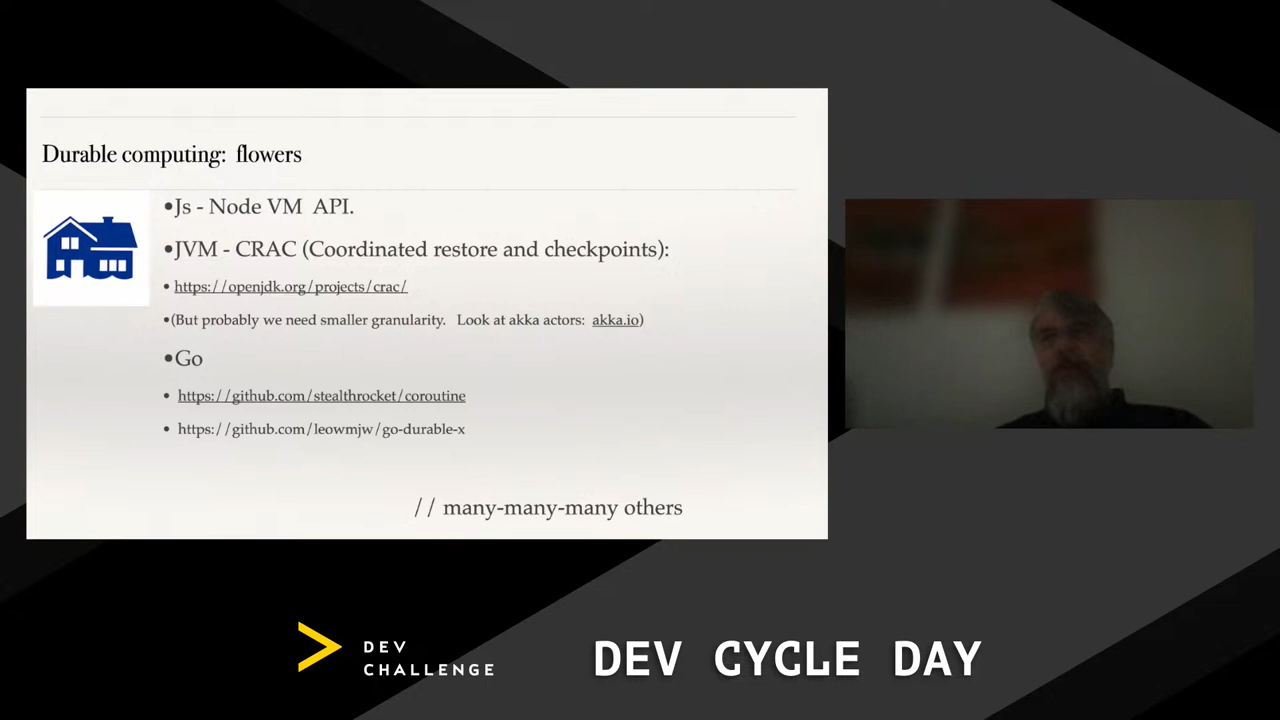 Durable computing: flowers
•Js - Node VM API.
•JVM - CRAC (Coordinated restore and checkpoints):
• https://openjdk.org/projects/crac/
•(But probably we need smaller granularity. Look at akka actors: akka.io)
•Go
• https://github.com/stealthrocket/coroutine
• https://github.com/leowmjw/go-durable-x
// many-many-many others
DEV
CHALLENGE
DEV CYCLE DAY